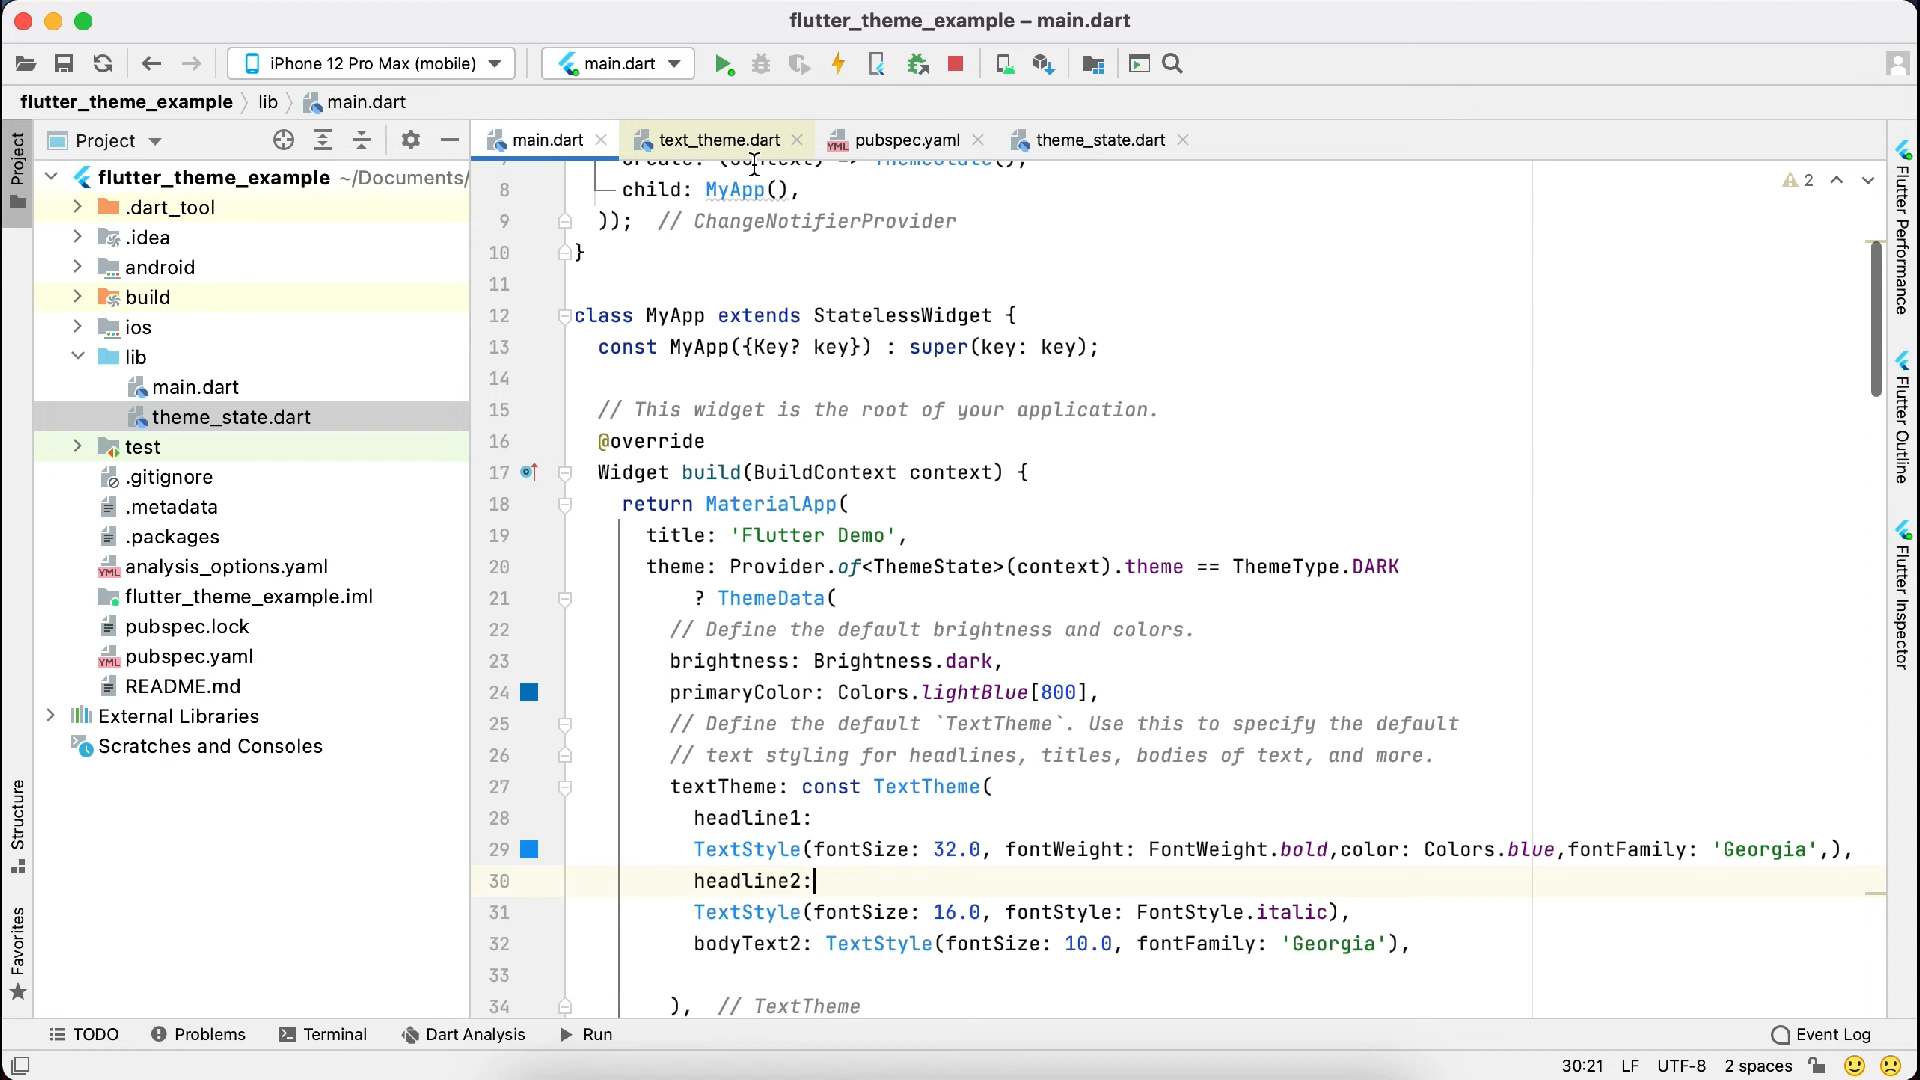 flutter_theme_example – main.dart
iPhone 12 Pro Max (mobile)
main.dart
flutter_theme_example
lib
main.dart
Project
main.dart
text_theme.dart
pubspec.yaml
theme_state.dart
Project
flutter_theme_example ~/Documents/
.dart_tool
.idea
android
build
ios
lib
main.dart
theme_state.dart
test
.gitignore
.metadata
.packages
analysis_options.yaml
flutter_theme_example.iml
pubspec.lock
pubspec.yaml
README.md
External Libraries
Scratches and Consoles
Structure
Favorites
8 child: MyApp(),
9 )); // ChangeNotifierProvider
10 }
11
12 class MyApp extends StatelessWidget {
13 const MyApp({Key? key}) : super(key: key);
14
15 // This widget is the root of your application.
16 @override
17 Widget build(BuildContext context) {
18 return MaterialApp(
19 title: 'Flutter Demo',
20 theme: Provider.of<ThemeState>(context).theme == ThemeType.DARK
21 ? ThemeData(
22 // Define the default brightness and colors.
23 brightness: Brightness.dark,
24 primaryColor: Colors.lightBlue[800],
25 // Define the default `TextTheme`. Use this to specify the default
26 // text styling for headlines, titles, bodies of text, and more.
27 textTheme: const TextTheme(
28 headline1:
29 TextStyle(fontSize: 32.0, fontWeight: FontWeight.bold,color: Colors.blue,fontFamily: 'Georgia',),
30 headline2:
31 TextStyle(fontSize: 16.0, fontStyle: FontStyle.italic),
32 bodyText2: TextStyle(fontSize: 10.0, fontFamily: 'Georgia'),
33
34 ), // TextTheme
2
Flutter Performance
Flutter Outline
Flutter Inspector
TODO
Problems
Terminal
Dart Analysis
Run
Event Log
30:21 LF UTF-8 2 spaces